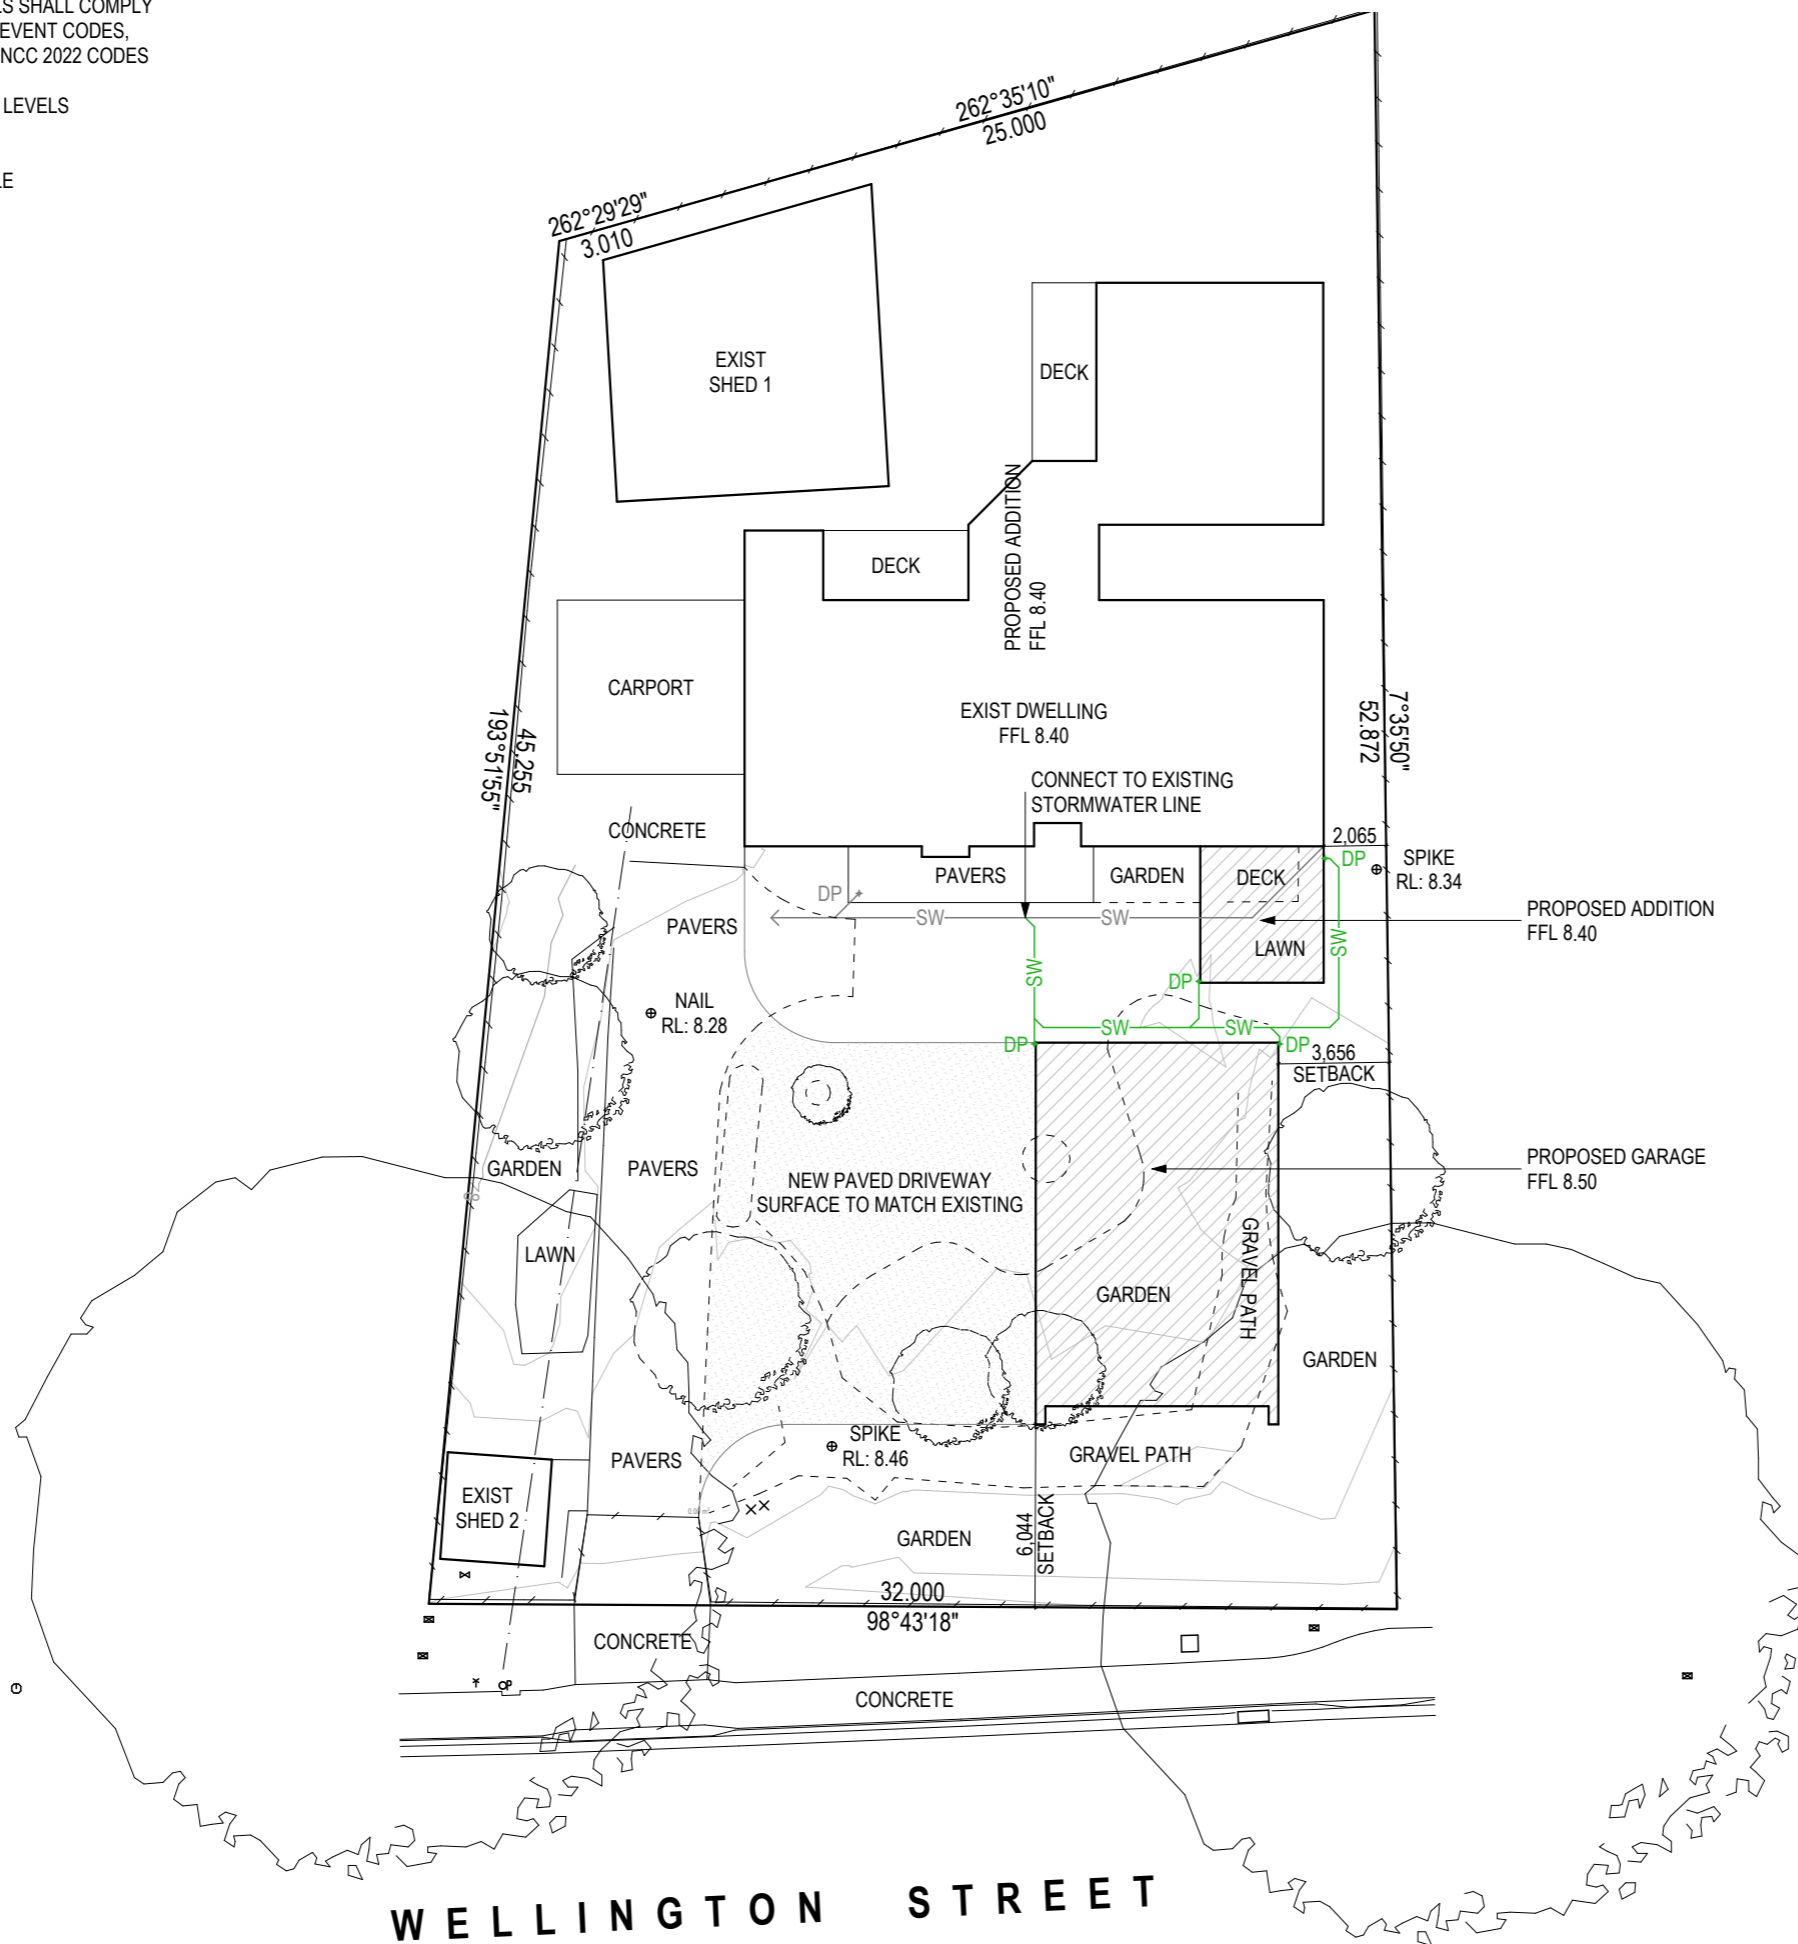 LS SHALL COMPLY
EVENT CODES,
NCC 2022 CODES
LEVELS
262°35'10"
25.000
262°29'29"
3.010
EXIST
SHED 1
DECK
PROPOSED ADDITION
FFL 8.40
DECK
CARPORT
EXIST DWELLING
FFL 8.40
7°35'50"
52.872
193°51'55"
45.255
CONNECT TO EXISTING
STORMWATER LINE
CONCRETE
2,065
DP
SPIKE
RL: 8.34
PAVERS
GARDEN
DECK
DP
SW
SW
PROPOSED ADDITION
FFL 8.40
PAVERS
LAWN
SW
SW
DP
NAIL
RL: 8.28
SW
SW
DP
DP
3,656
SETBACK
GARDEN
PAVERS
NEW PAVED DRIVEWAY
SURFACE TO MATCH EXISTING
PROPOSED GARAGE
FFL 8.50
LAWN
GRAVEL PATH
GARDEN
GARDEN
SPIKE
RL: 8.46
GRAVEL PATH
PAVERS
EXIST
SHED 2
GARDEN
6,044
SETBACK
32.000
98°43'18"
CONCRETE
CONCRETE
WELLINGTON STREET